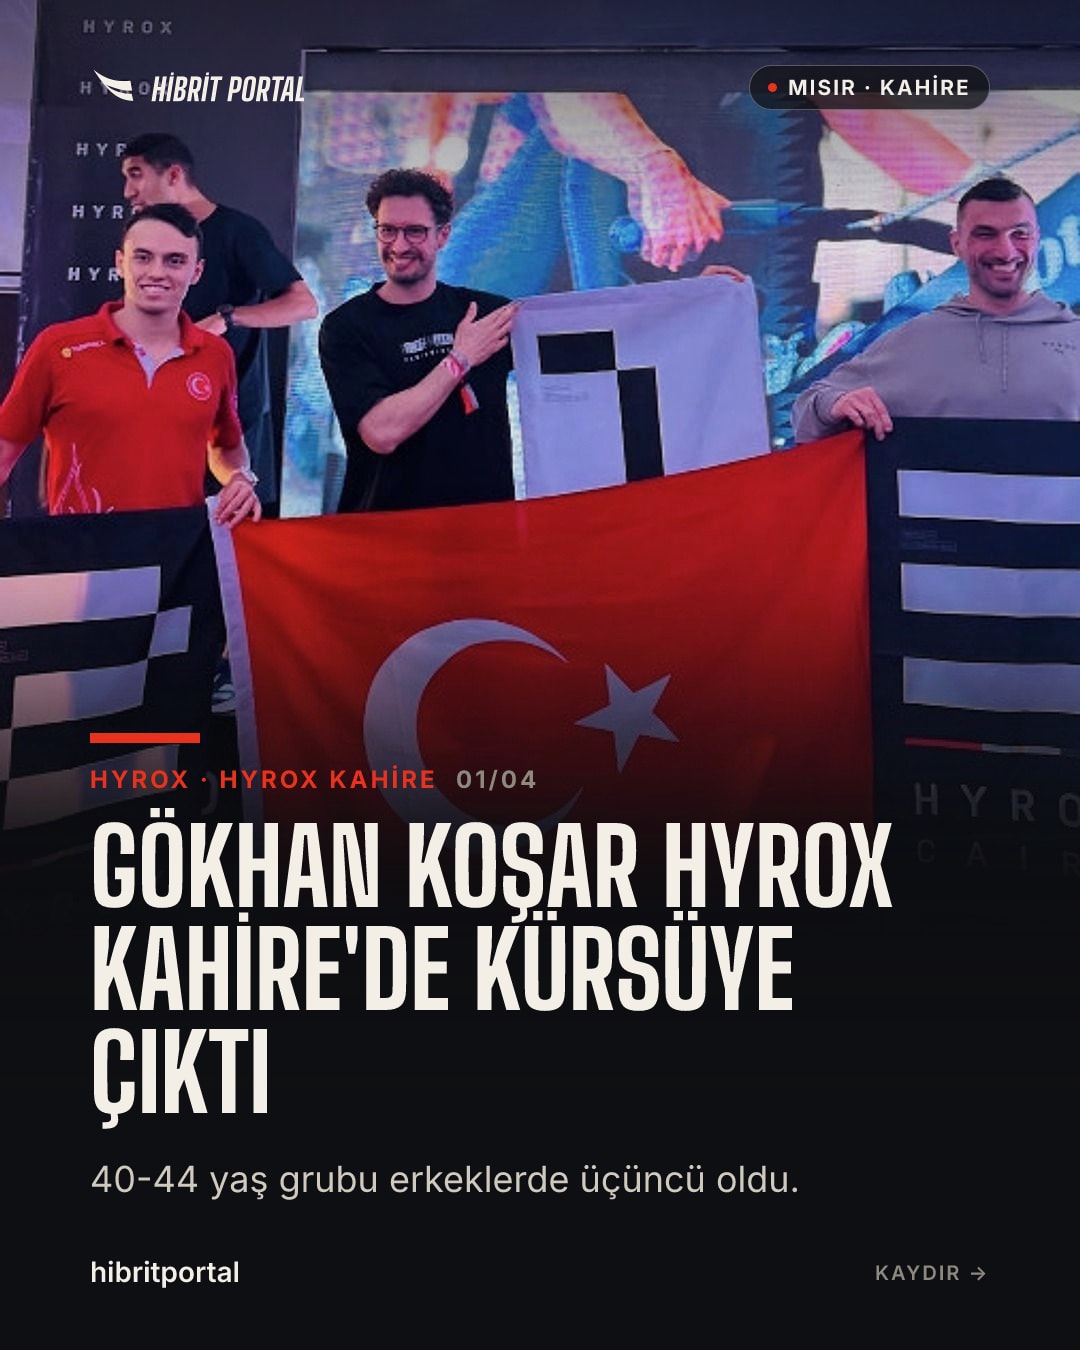 HYROX
HİBRİT PORTAL
MISIR · KAHİRE
HYROX · HYROX KAHİRE 01/04
GÖKHAN KOŞAR HYROX
KAHİRE'DE KÜRSÜYE
ÇIKTI
40-44 yaş grubu erkeklerde üçüncü oldu.
hibritportal
KAYDIR →